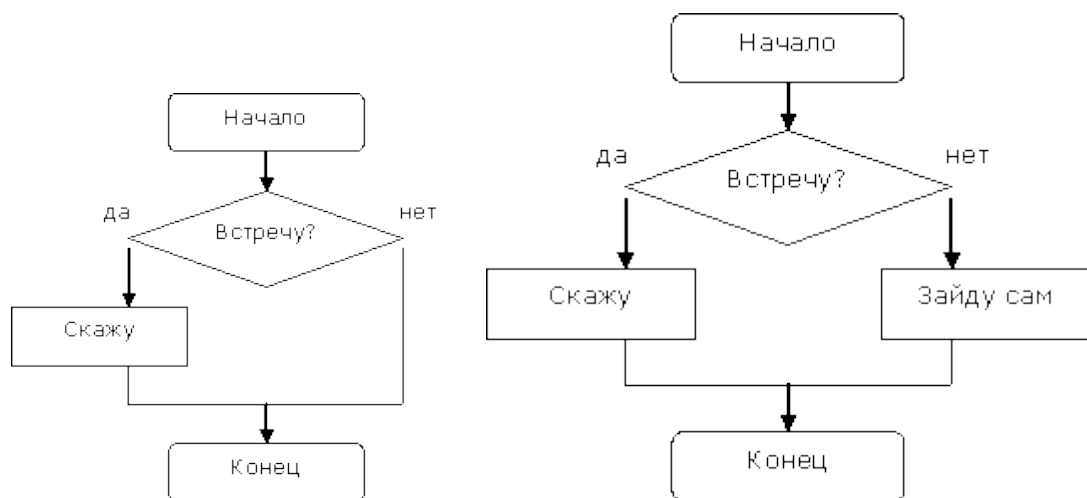 Начало
да
нет
Встречу?
Скажу
Конец
Начало
да
нет
Встречу?
Скажу
Зайду сам
Конец